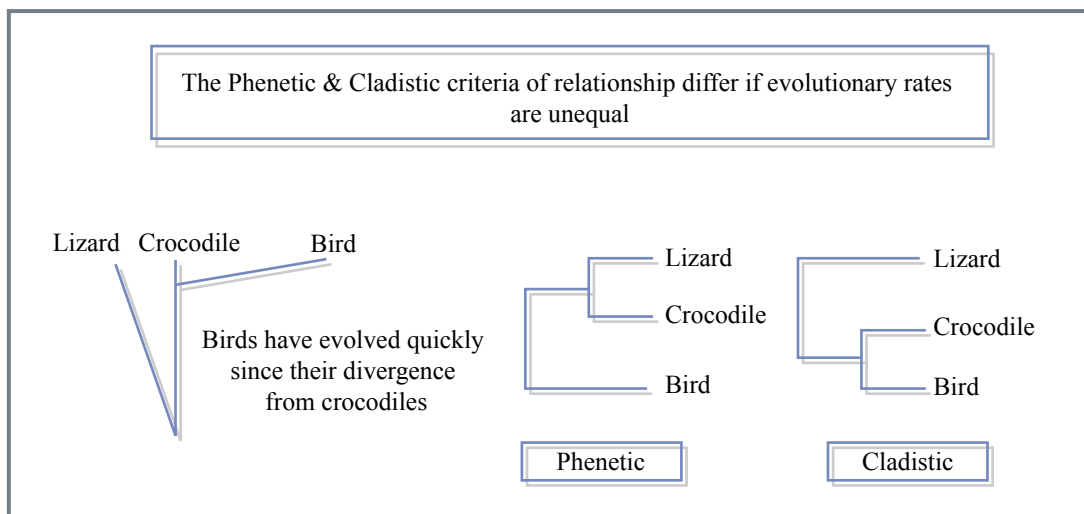 The Phenetic & Cladistic criteria of relationship differ if evolutionary rates
are unequal
Lizard
Crocodile
Bird
Birds have evolved quickly
since their divergence
from crocodiles
Lizard
Crocodile
Bird
Phenetic
Lizard
Crocodile
Bird
Cladistic